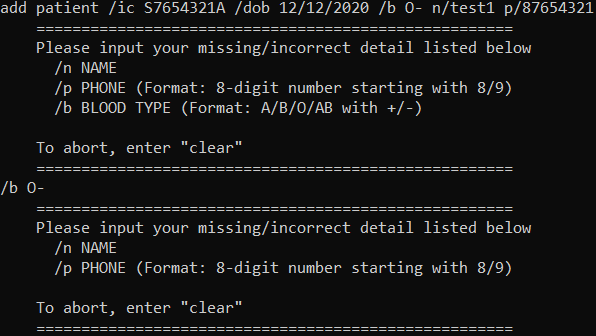 add patient /ic S7654321A /dob 12/12/2020 /b O- n/test1 p/87654321
=====================================================
Please input your missing/incorrect detail listed below
/n NAME
/p PHONE (Format: 8-digit number starting with 8/9)
/b BLOOD TYPE (Format: A/B/O/AB with +/-)
To abort, enter "clear"
=====================================================
/b O-
=====================================================
Please input your missing/incorrect detail listed below
/n NAME
/p PHONE (Format: 8-digit number starting with 8/9)
To abort, enter "clear"
=====================================================